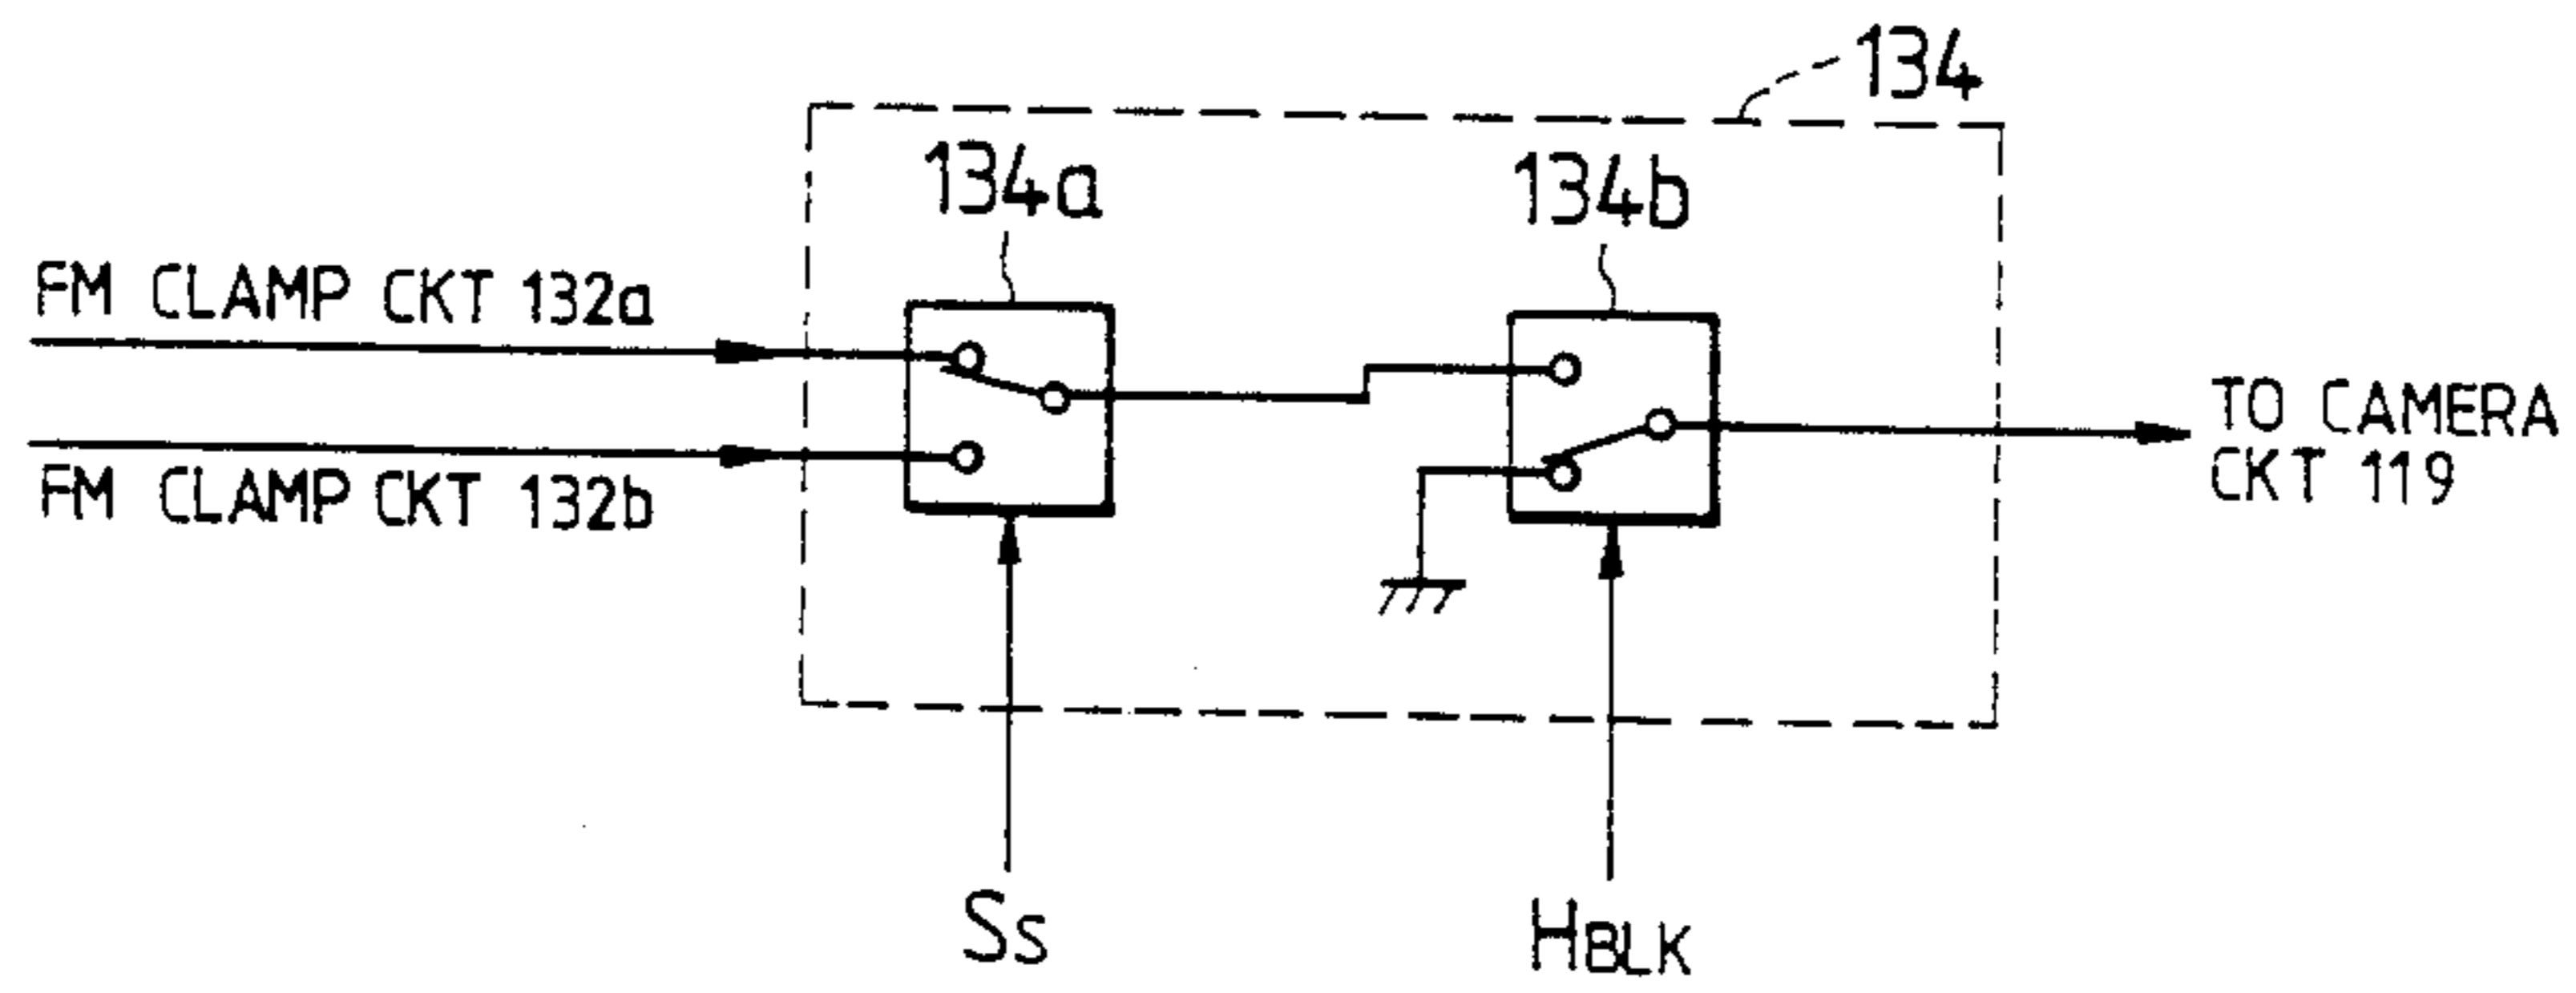 134
134a
134b
FM CLAMP CKT 132a
FM CLAMP CKT 132b
TO CAMERA
CKT 119
Ss
HBLK